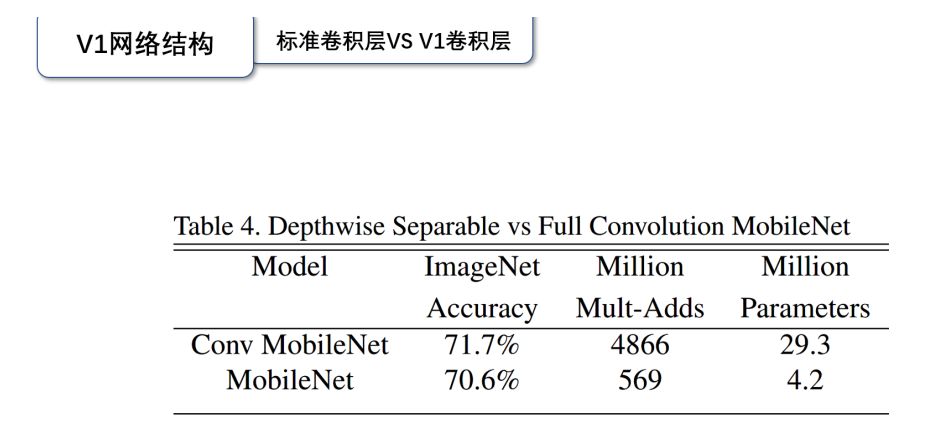 V1网络结构
标准卷积层VS V1卷积层
Table 4. Depthwise Separable vs Full Convolution MobileNet
Model ImageNet Million Million
Accuracy Mult-Adds Parameters
Conv MobileNet 71.7% 4866 29.3
MobileNet 70.6% 569 4.2